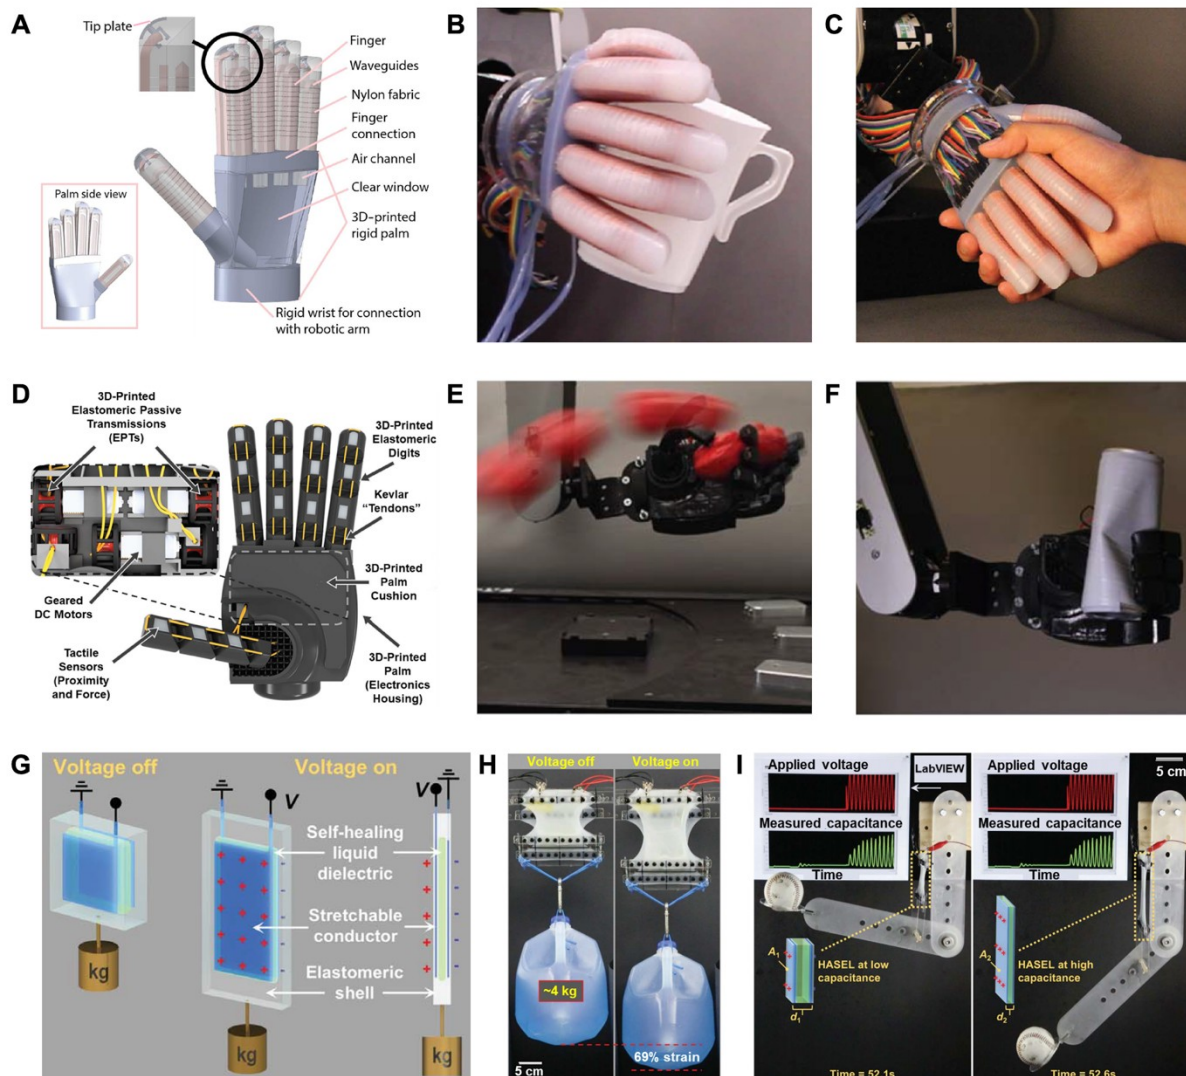 A
Tip plate
Finger
Waveguides
Nylon fabric
Finger
connection
Air channel
Clear window
3D–printed
rigid palm
Palm side view
Rigid wrist for connection
with robotic arm
B
C
D
3D-Printed
Elastomeric Passive
Transmissions
(EPTs)
3D-Printed
Elastomeric
Digits
Kevlar
“Tendons”
3D-Printed
Palm
Cushion
Geared
DC Motors
Tactile
Sensors
(Proximity
and Force)
3D-Printed
Palm
(Electronics
Housing)
E
F
G
Voltage off
Voltage on
V
V
Self-healing
liquid
dielectric
Stretchable
conductor
Elastomeric
shell
kg
kg
kg
H
Voltage off
Voltage on
~4 kg
69% strain
5 cm
I
Applied voltage
Measured capacitance
Time
LabVIEW
Applied voltage
Measured capacitance
Time
5 cm
A1
HASEL at low
capacitance
d1
A2
HASEL at high
capacitance
d2
Time = 52.1s
Time = 52.6s